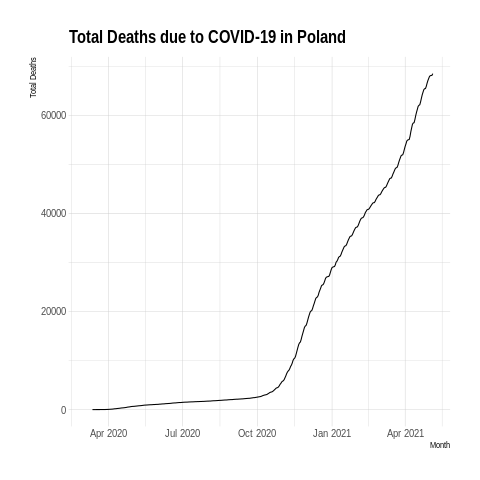 Total Deaths due to COVID-19 in Poland
Total Deaths
60000
40000
20000
0
Apr 2020 Jul 2020 Oct 2020 Jan 2021 Apr 2021
Month